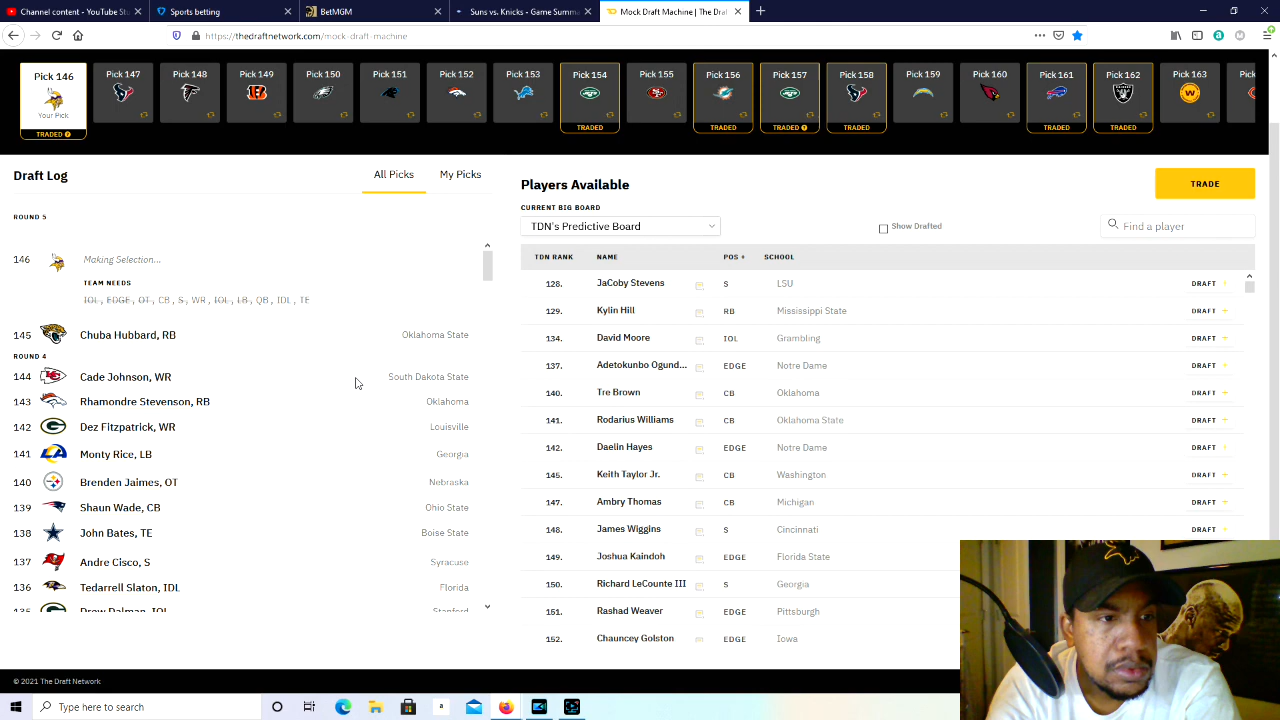 Channel content - YouTube Stu
Sports betting
BetMGM
Suns vs. Knicks - Game Summa
Mock Draft Machine | The Dra
https://thedraftnetwork.com/mock-draft-machine
Pick 146
Your Pick
TRADED
Pick 147
Pick 148
Pick 149
Pick 150
Pick 151
Pick 152
Pick 153
Pick 154
TRADED
Pick 155
Pick 156
TRADED
Pick 157
TRADED
Pick 158
TRADED
Pick 159
Pick 160
Pick 161
TRADED
Pick 162
TRADED
Pick 163
Draft Log
All Picks
My Picks
ROUND 5
146
Making Selection...
TEAM NEEDS
IOL, EDGE, OT, CB, S, WR, IOL, LB, QB, IDL, TE
145 Chuba Hubbard, RB Oklahoma State
ROUND 4
144 Cade Johnson, WR South Dakota State
143 Rhamondre Stevenson, RB Oklahoma
142 Dez Fitzpatrick, WR Louisville
141 Monty Rice, LB Georgia
140 Brenden Jaimes, OT Nebraska
139 Shaun Wade, CB Ohio State
138 John Bates, TE Boise State
137 Andre Cisco, S Syracuse
136 Tedarrell Slaton, IDL Florida
135 Drew Dalman, IOL Stanford
Players Available
TRADE
CURRENT BIG BOARD
TDN's Predictive Board
Show Drafted
Find a player
TDN RANK NAME POS + SCHOOL
128. JaCoby Stevens S LSU DRAFT +
129. Kylin Hill RB Mississippi State DRAFT +
134. David Moore IOL Grambling DRAFT +
137. Adetokunbo Ogund... EDGE Notre Dame DRAFT +
140. Tre Brown CB Oklahoma DRAFT +
141. Rodarius Williams CB Oklahoma State DRAFT +
142. Daelin Hayes EDGE Notre Dame DRAFT +
145. Keith Taylor Jr. CB Washington DRAFT +
147. Ambry Thomas CB Michigan DRAFT +
148. James Wiggins S Cincinnati DRAFT +
149. Joshua Kaindoh EDGE Florida State
150. Richard LeCounte III S Georgia
151. Rashad Weaver EDGE Pittsburgh
152. Chauncey Golston EDGE Iowa
© 2021 The Draft Network
Type here to search